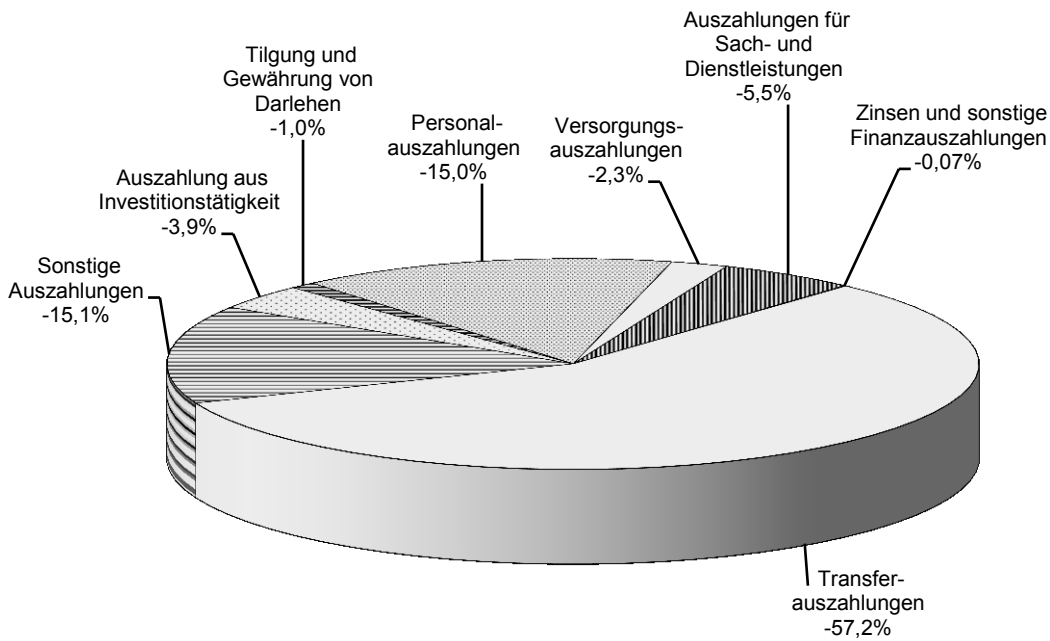 Auszahlungen für
Sach- und
Dienstleistungen
-5,5%
Tilgung und
Gewährung von
Darlehen
-1,0%
Zinsen und sonstige
Finanzauszahlungen
-0,07%
Personal-
auszahlungen
-15,0%
Versorgungs-
auszahlungen
-2,3%
Auszahlung aus
Investitionstätigkeit
-3,9%
Sonstige
Auszahlungen
-15,1%
Transfer-
auszahlungen
-57,2%